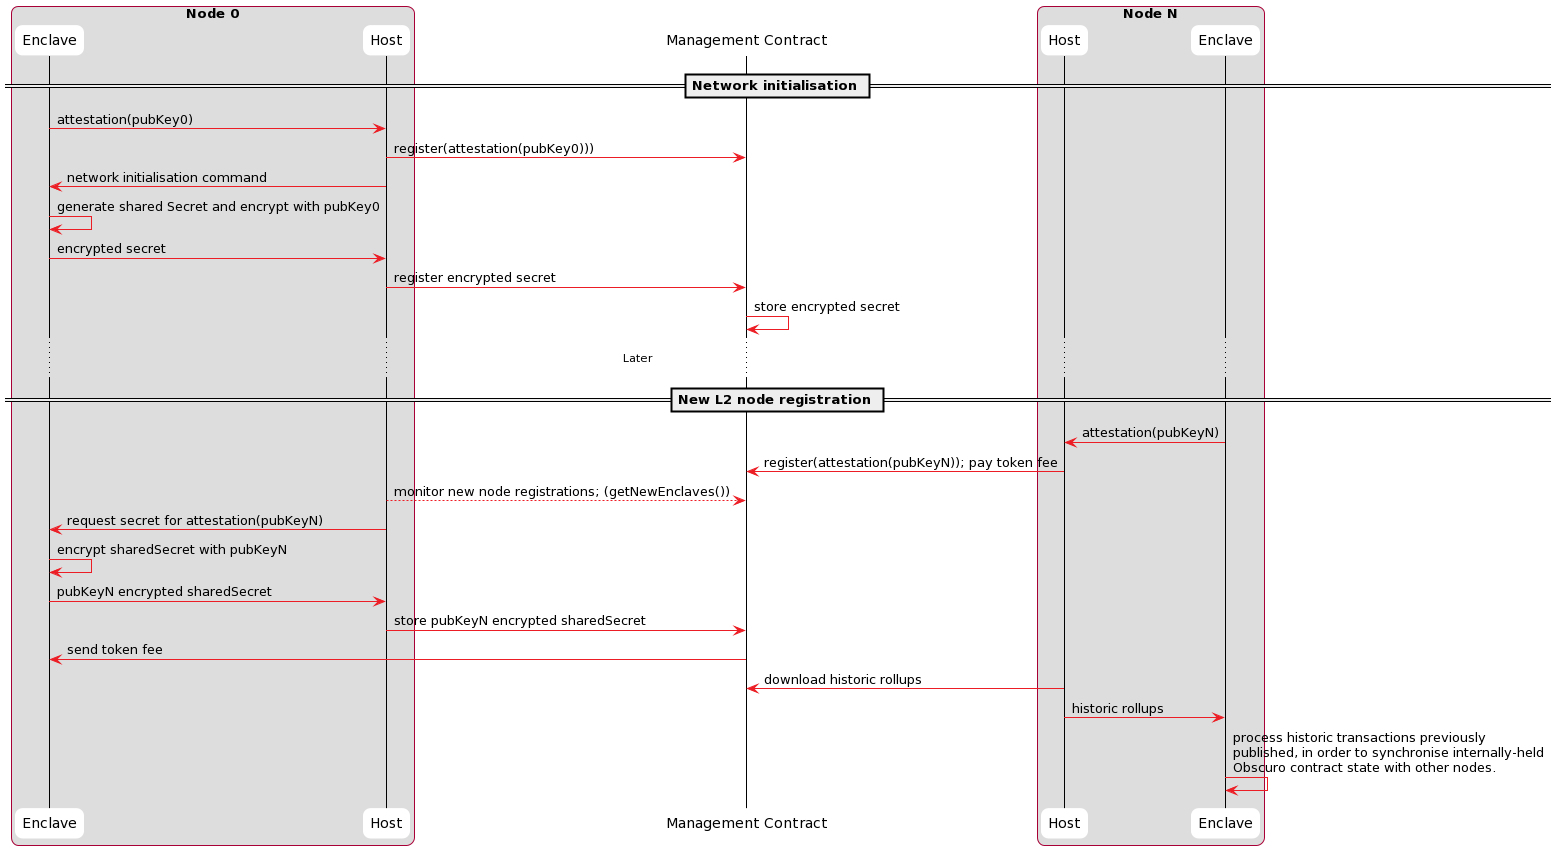 Node 0
Node N
Enclave
Host
Management Contract
Host
Enclave
Network initialisation
attestation(pubKey0)
register(attestation(pubKey0)))
network initialisation command
generate shared Secret and encrypt with pubKey0
encrypted secret
register encrypted secret
store encrypted secret
Later
New L2 node registration
attestation(pubKeyN)
register(attestation(pubKeyN)); pay token fee
monitor new node registrations; (getNewEnclaves())
request secret for attestation(pubKeyN)
encrypt sharedSecret with pubKeyN
pubKeyN encrypted sharedSecret
store pubKeyN encrypted sharedSecret
send token fee
download historic rollups
historic rollups
process historic transactions previously
published, in order to synchronise internally-held
Obscuro contract state with other nodes.
Enclave
Host
Management Contract
Host
Enclave